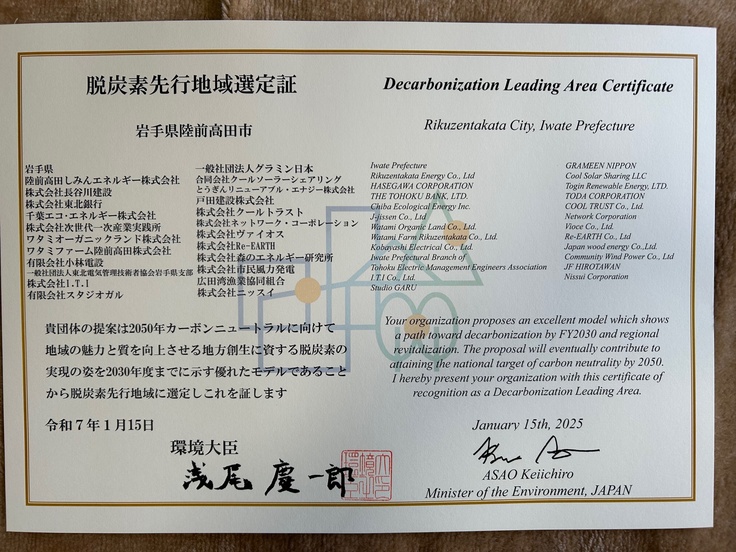 脱炭素先行地域選定証
岩手県陸前高田市
岩手県
陸前高田しみんエネルギー株式会社
株式会社長谷川建設
株式会社東北銀行
千葉エコ・エネルギー株式会社
株式会社次世代一次産業実践所
ワタミオーガニックランド株式会社
ワタミファーム陸前高田株式会社
有限会社小林電設
一般社団法人東北電気管理技術者協会岩手県支部
株式会社I.T.I
有限会社スタジオガル
一般社団法人グラミン日本
合同会社クールソーラーシェアリング
とうぎんリニューアブル・エナジー株式会社
戸田建設株式会社
株式会社クールトラスト
株式会社ネットワーク・コーポレーション
株式会社ヴァイオス
株式会社Re-EARTH
株式会社森のエネルギー研究所
株式会社市民風力発電
広田湾漁業協同組合
株式会社ニッスイ
貴団体の提案は2050年カーボンニュートラルに向けて
地域の魅力と質を向上させる地方創生に資する脱炭素の
実現の姿を2030年度までに示す優れたモデルであること
から脱炭素先行地域に選定しこれを証します
令和7年1月15日
環境大臣
浅尾慶一郎
Decarbonization Leading Area Certificate
Rikuzentakata City, Iwate Prefecture
Iwate Prefecture
Rikuzentakata Energy Co., Ltd
HASEGAWA CORPORATION
THE TOHOKU BANK, LTD.
Chiba Ecological Energy Inc.
J-jissen Co., Ltd
Watami Organic Land Co., Ltd.
Watami Farm Rikuzentakata Co., Ltd.
Kobayashi Electrical Co., Ltd.
Iwate Prefectural Branch of
Tohoku Electric Management Engineers Association
I.T.I Co., Ltd.
Studio GARU
GRAMEEN NIPPON
Cool Solar Sharing LLC
Togin Renewable Energy, LTD.
TODA CORPORATION
COOL TRUST Co., Ltd.
Network Corporation
Vioce Co., Ltd.
Re-EARTH Co., Ltd
Japan wood energy Co.,Ltd.
Community Wind Power Co., Ltd
JF HIROTAWAN
Nissui Corporation
Your organization proposes an excellent model which shows
a path toward decarbonization by FY2030 and regional
revitalization. The proposal will eventually contribute to
attaining the national target of carbon neutrality by 2050.
I hereby present your organization with this certificate of
recognition as a Decarbonization Leading Area.
January 15th, 2025
ASAO Keiichiro
Minister of the Environment, JAPAN